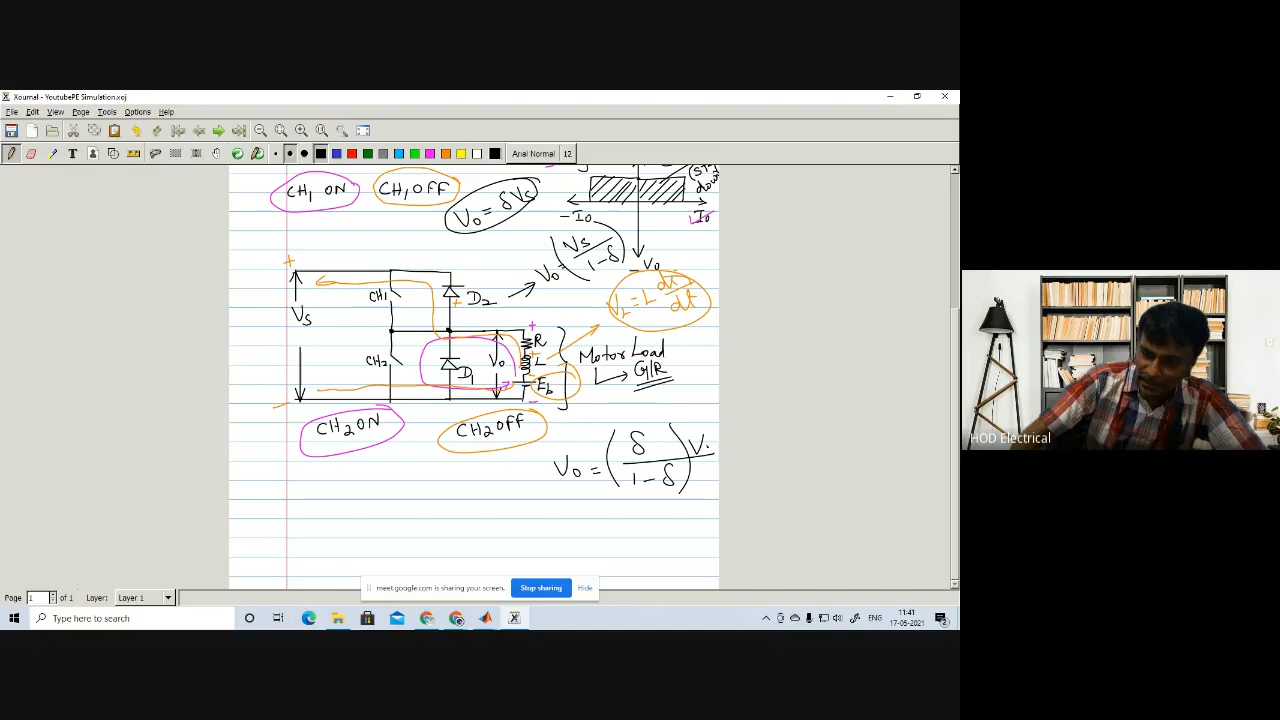 Xournal - YoutubePE Simulation.xoj
File Edit View Page Tools Options Help
Arial Normal 12
CH1 ON
CH1 OFF
V0 = δVs
down
-I0
I0
V0 = (Vs/1-δ)
-V0
+
Vs
CH1
+
D2
VL = L di/dt
CH2
D1
V0
+
R
+
L
Eb
-
Motor Load
G/R
-
CH2 ON
CH2 OFF
V0 = (δ/1-δ) V
meet.google.com is sharing your screen.
Stop sharing
Hide
Page 1 of 1 Layer: Layer 1
Type here to search
ENG
11:41
17-05-2021
2
HOD Electrical